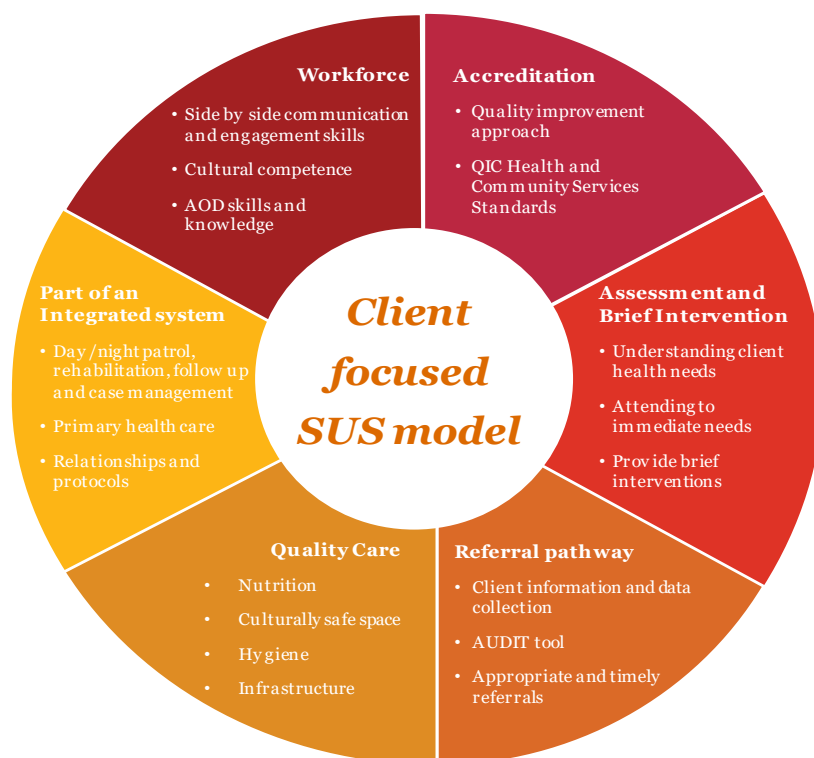 Workforce
• Side by side communication
and engagement skills
• Cultural competence
• AOD skills and
knowledge
Accreditation
• Quality improvement
approach
• QIC Health and
Community Services
Standards
Assessment and
Brief Intervention
• Understanding client
health needs
• Attending to
immediate needs
• Provide brief
interventions
Referral pathway
• Client information and data
collection
• AUDIT tool
• Appropriate and timely
referrals
Quality Care
• Nutrition
• Culturally safe space
• Hygiene
• Infrastructure
Part of an
Integrated system
• Day/night patrol,
rehabilitation, follow up
and case management
• Primary health care
• Relationships and
protocols
Client
focused
SUS model